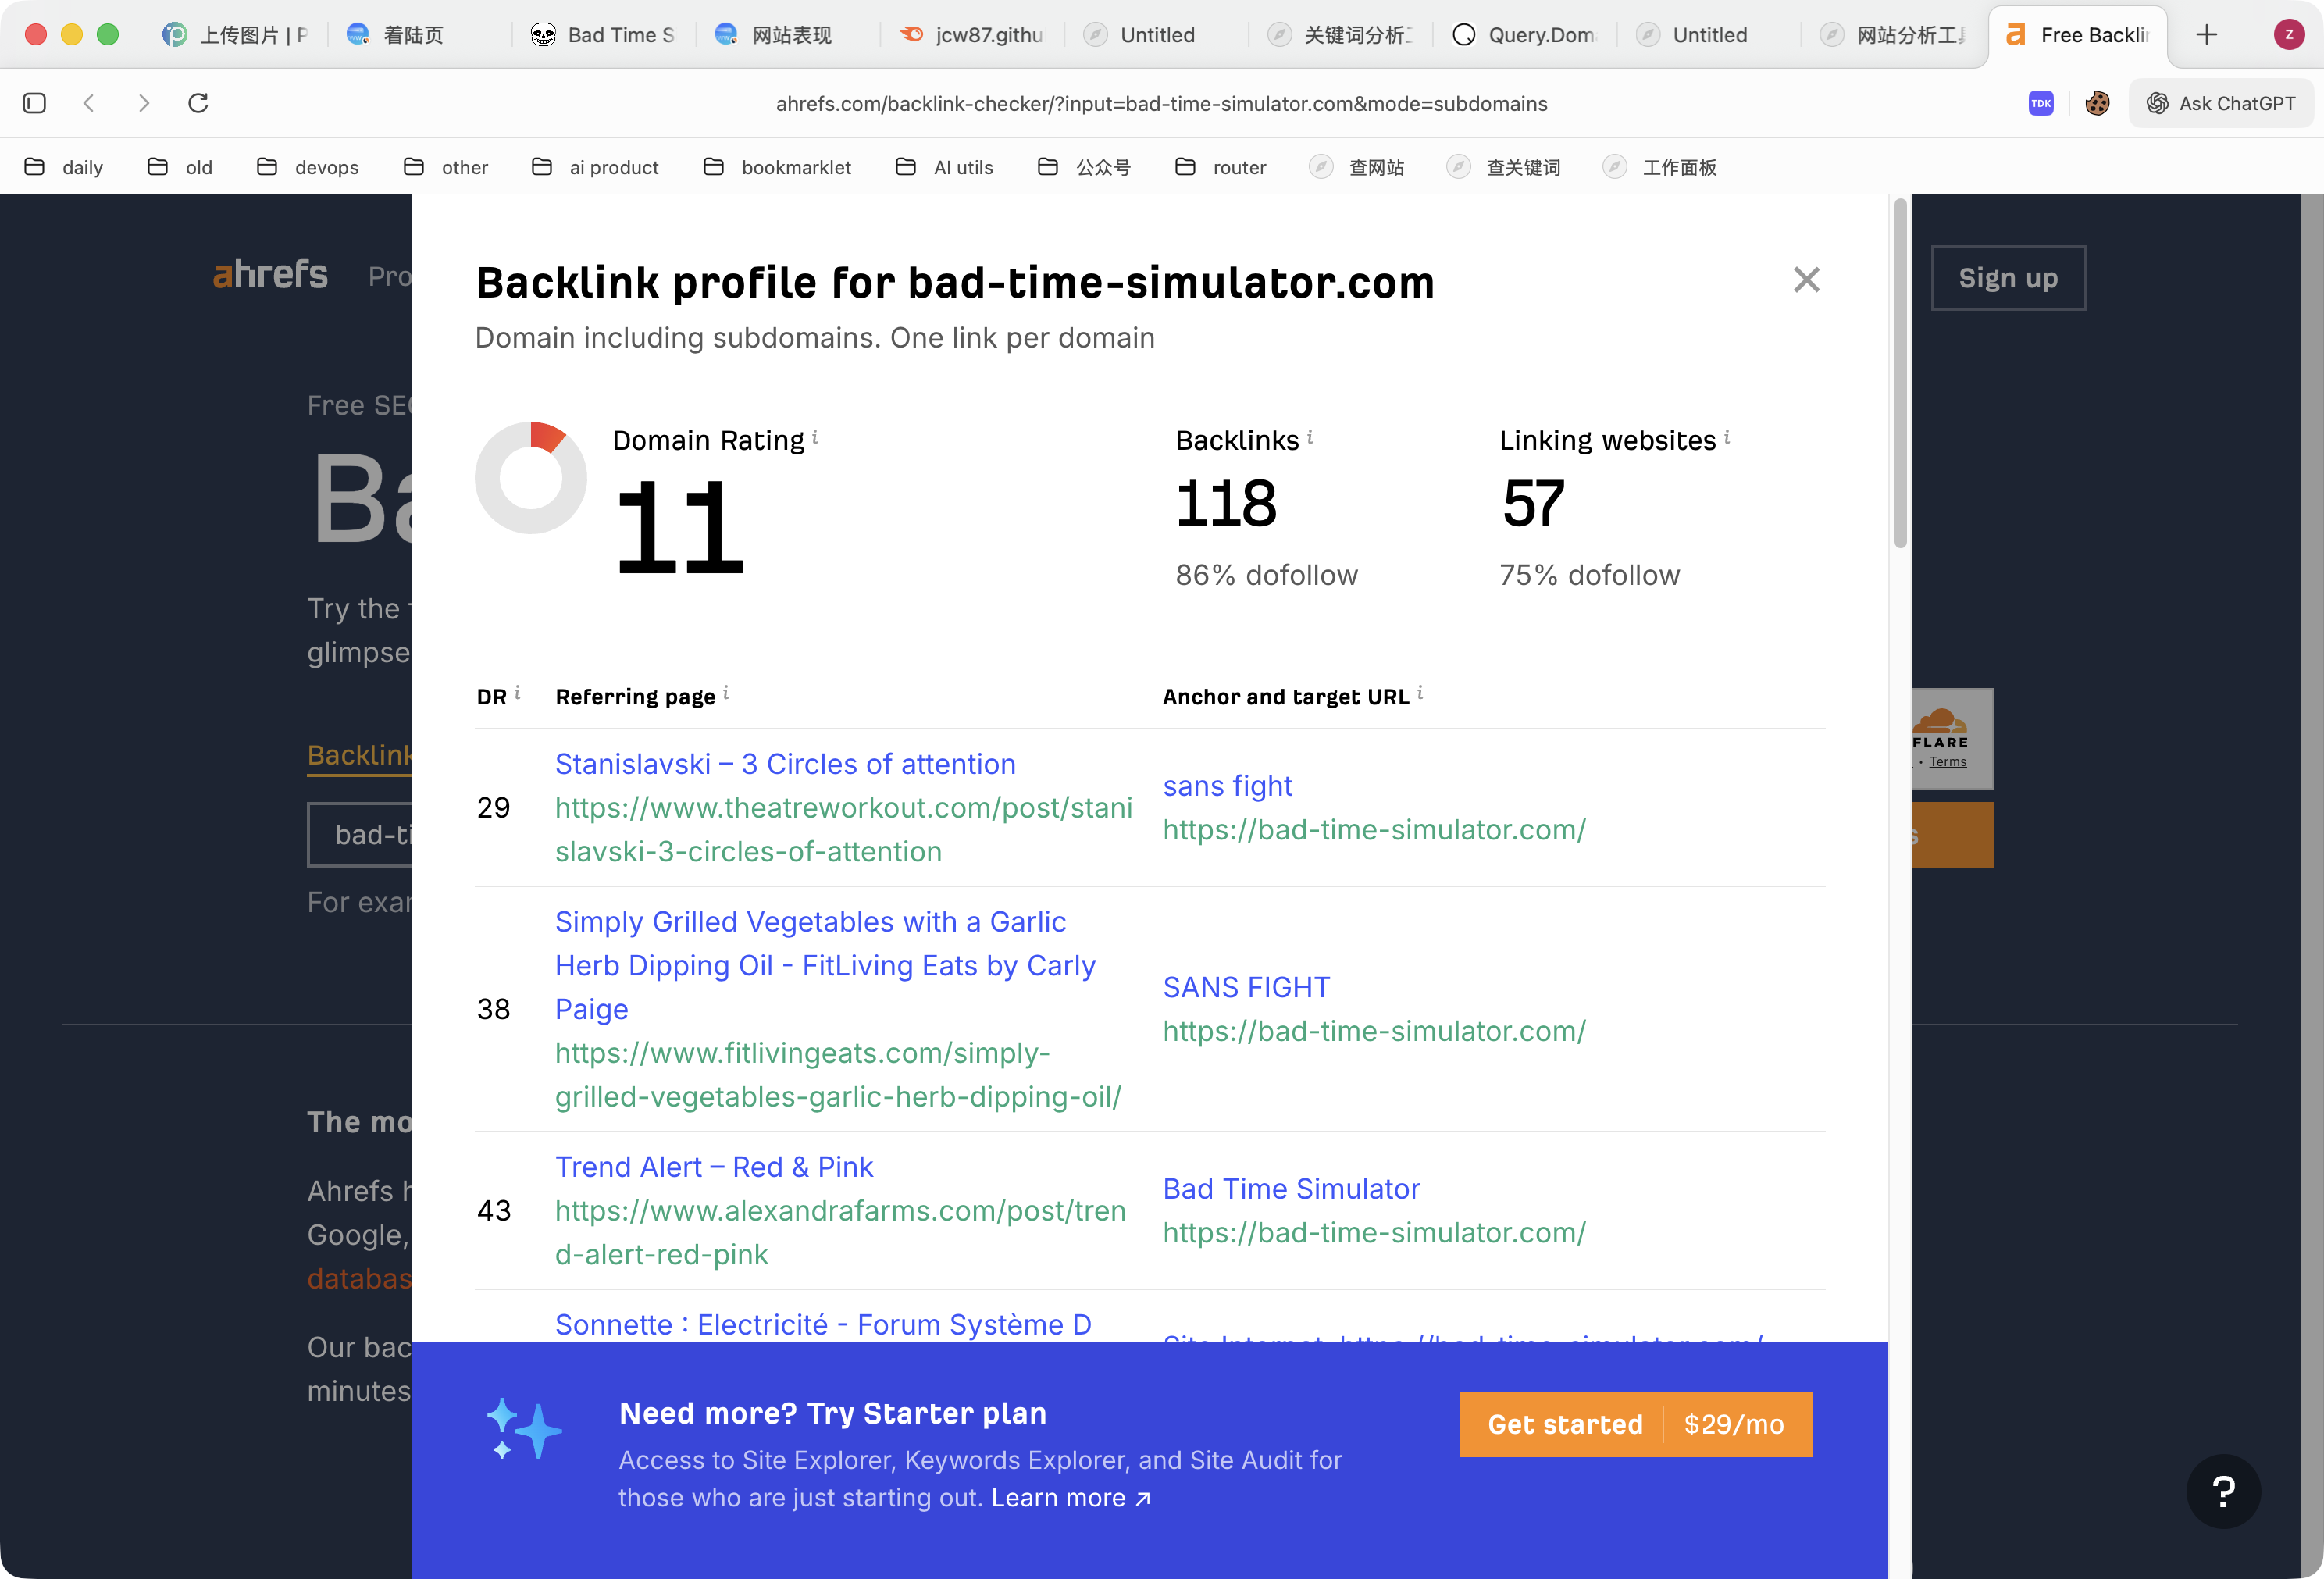 上传图片 | P
着陆页
Bad Time S
网站表现
jcw87.githu
Untitled
关键词分析
Query.Dom
Untitled
网站分析工
Free Backli
Z
ahrefs.com/backlink-checker/?input=bad-time-simulator.com&mode=subdomains
TDK
Ask ChatGPT
daily
old
devops
other
ai product
bookmarklet
AI utils
公众号
router
查网站
查关键词
工作面板
ahrefs
Pro
Sign up
Free SEO
Ba
Try the f
glimpse
Backlink
bad-ti
For exam
FLARE
• Terms
s
The mo
Ahrefs h
Google,
databas
Our bac
minutes
Backlink profile for bad-time-simulator.com
Domain including subdomains. One link per domain
Domain Rating i
11
Backlinks i
118
86% dofollow
Linking websites i
57
75% dofollow
DR i
Referring page i
Anchor and target URL i
29
Stanislavski – 3 Circles of attention
https://www.theatreworkout.com/post/stani
slavski-3-circles-of-attention
sans fight
https://bad-time-simulator.com/
38
Simply Grilled Vegetables with a Garlic
Herb Dipping Oil - FitLiving Eats by Carly
Paige
https://www.fitlivingeats.com/simply-
grilled-vegetables-garlic-herb-dipping-oil/
SANS FIGHT
https://bad-time-simulator.com/
43
Trend Alert – Red & Pink
https://www.alexandrafarms.com/post/tren
d-alert-red-pink
Bad Time Simulator
https://bad-time-simulator.com/
Sonnette : Electricité - Forum Système D
Site Internet: https://bad-time-simulator.com/
Need more? Try Starter plan
Access to Site Explorer, Keywords Explorer, and Site Audit for
those who are just starting out. Learn more ↗
Get started
$29/mo
?